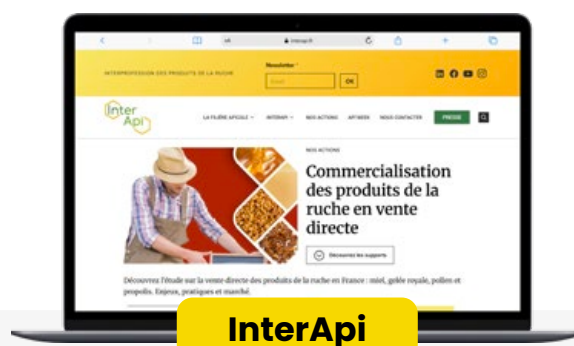 interapi.fr
Newsletter
INTERPROFESSION DES PRODUITS DE LA RUCHE
OK
Inter
Api
LA FILIÈRE APICOLE
INTERAPI
NOS ACTIONS
API'WEEK
NOUS CONTACTER
PRESSE
NOS ACTIONS
Commercialisation
des produits de la
ruche en vente
directe
Découvrez les supports
Découvrez l'étude sur la vente directe des produits de la ruche en France : miel, gelée royale, pollen et
propolis. Enjeux, pratiques et marché.
InterApi